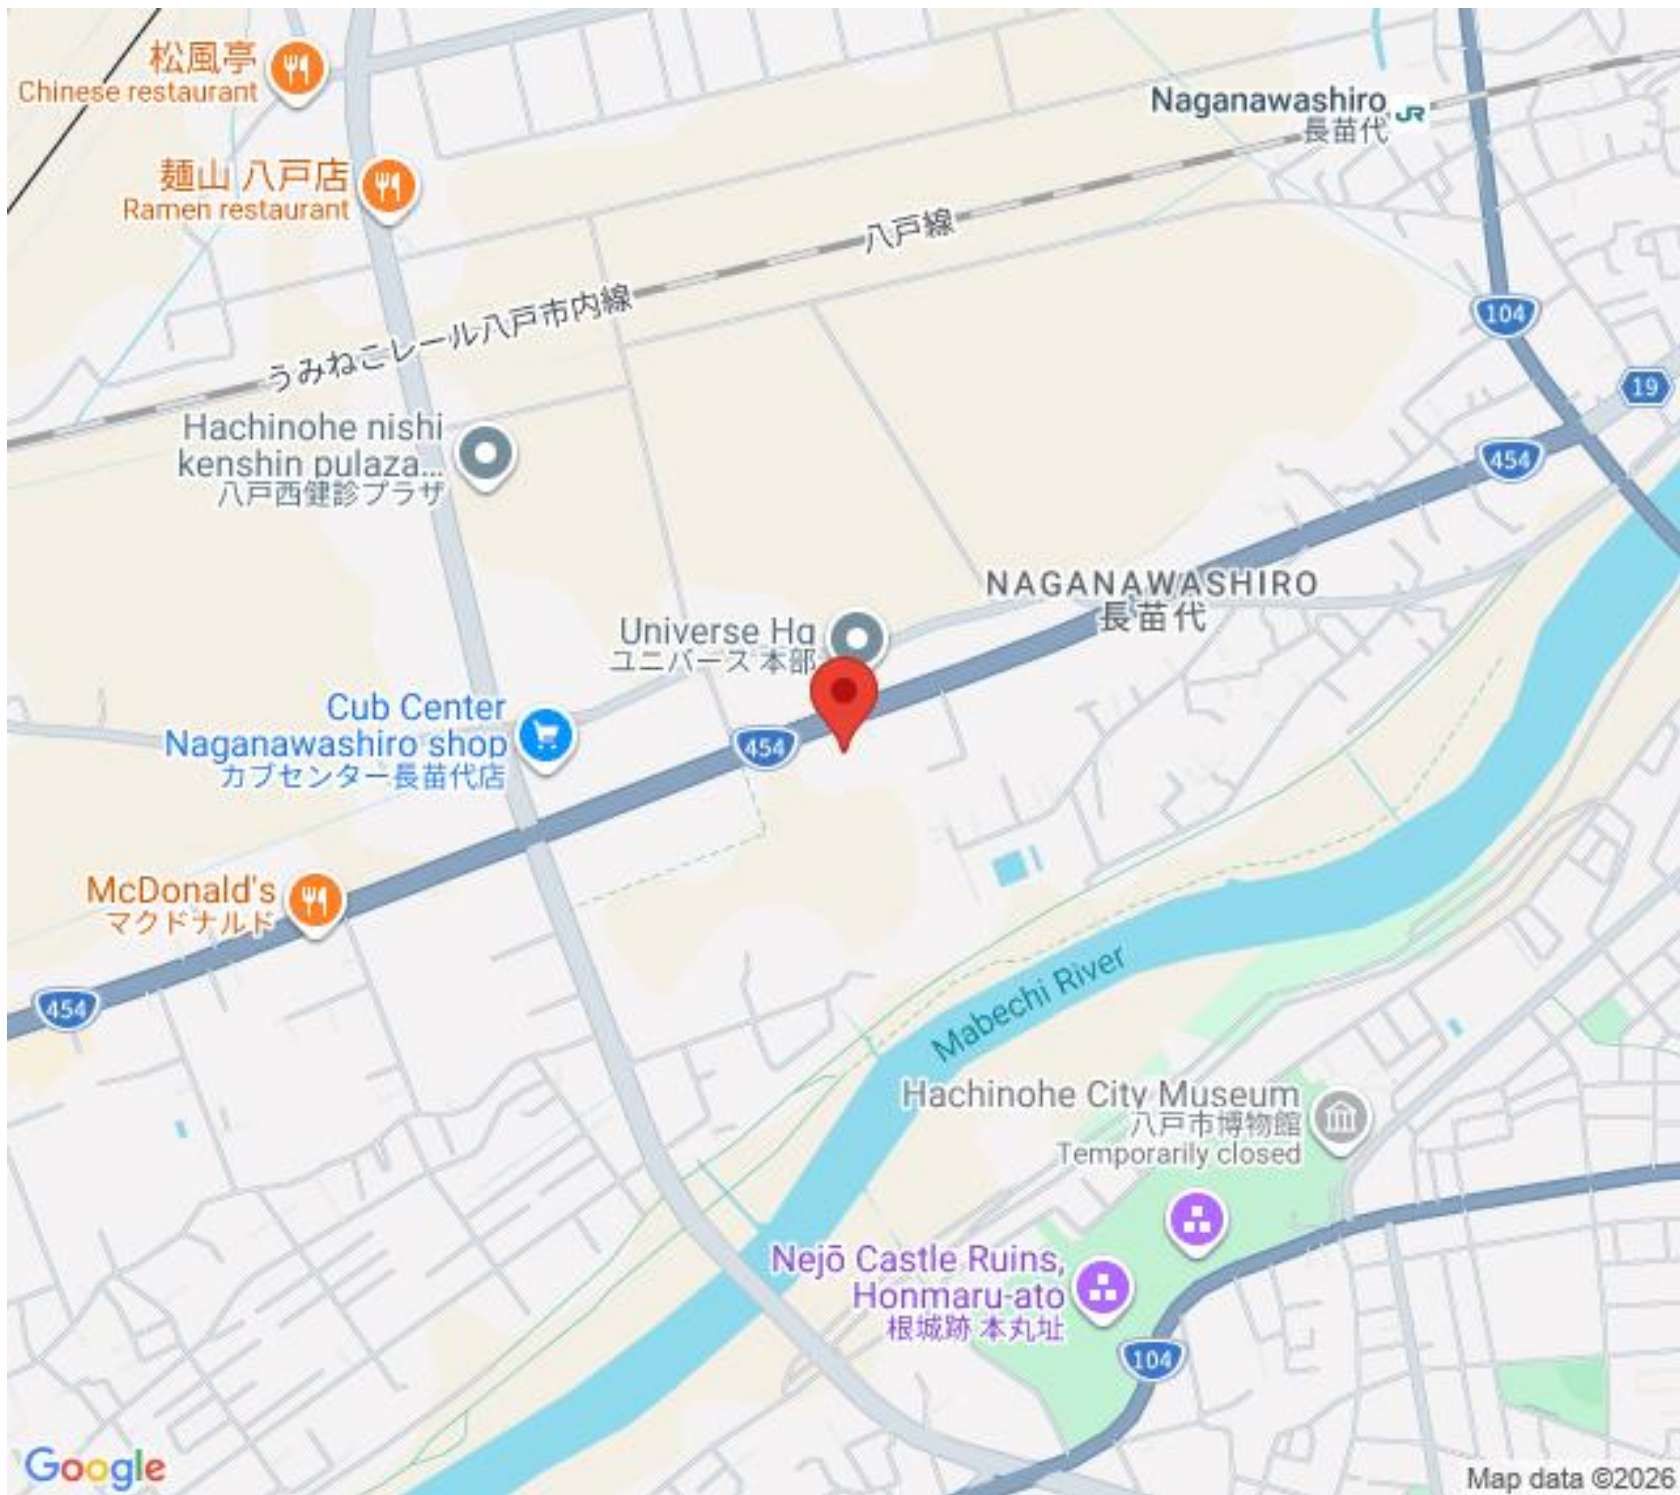 松風亭
Chinese restaurant
Naganawashiro
長苗代
JR
麺山 八戸店
Ramen restaurant
八戸線
うみねこレール八戸市内線
104
19
Hachinohe nishi
kenshin pulaza...
八戸西健診プラザ
454
NAGANAWASHIRO
長苗代
Universe Hq
ユニバース 本部
Cub Center
Naganawashiro shop
カブセンター長苗代店
454
McDonald's
マクドナルド
454
Mabechi River
Hachinohe City Museum
八戸市博物館
Temporarily closed
Nejō Castle Ruins,
Honmaru-ato
根城跡 本丸址
104
Google
Map data ©2026